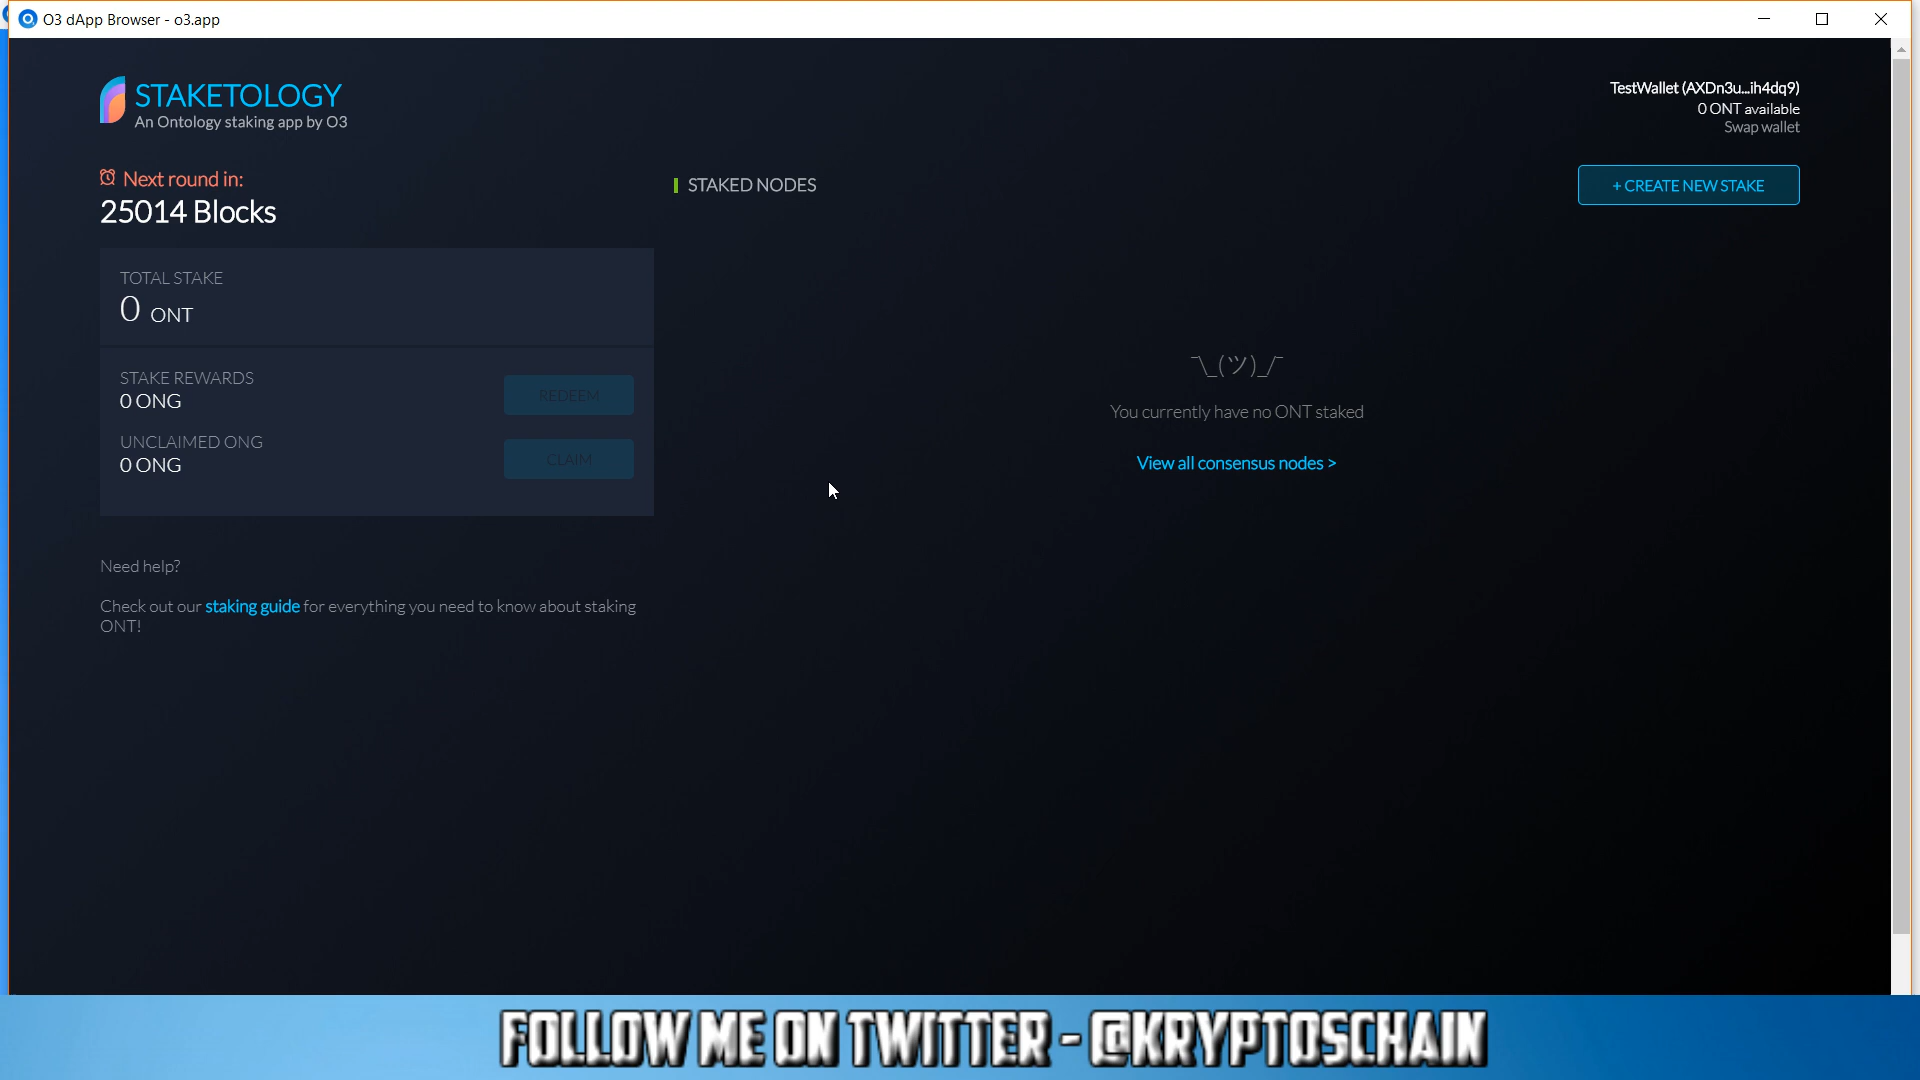 O3 dApp Browser - o3.app
STAKETOLOGY
An Ontology staking app by O3
TestWallet (AXDn3u...ih4dq9)
0 ONT available
Swap wallet
Next round in:
25014 Blocks
STAKED NODES
+ CREATE NEW STAKE
TOTAL STAKE
0 ONT
STAKE REWARDS
0 ONG
REDEEM
UNCLAIMED ONG
0 ONG
CLAIM
¯\_(ツ)_/¯
You currently have no ONT staked
View all consensus nodes >
Need help?
Check out our staking guide for everything you need to know about staking
ONT!
FOLLOW ME ON TWITTER - @KRYPTOSCHAIN